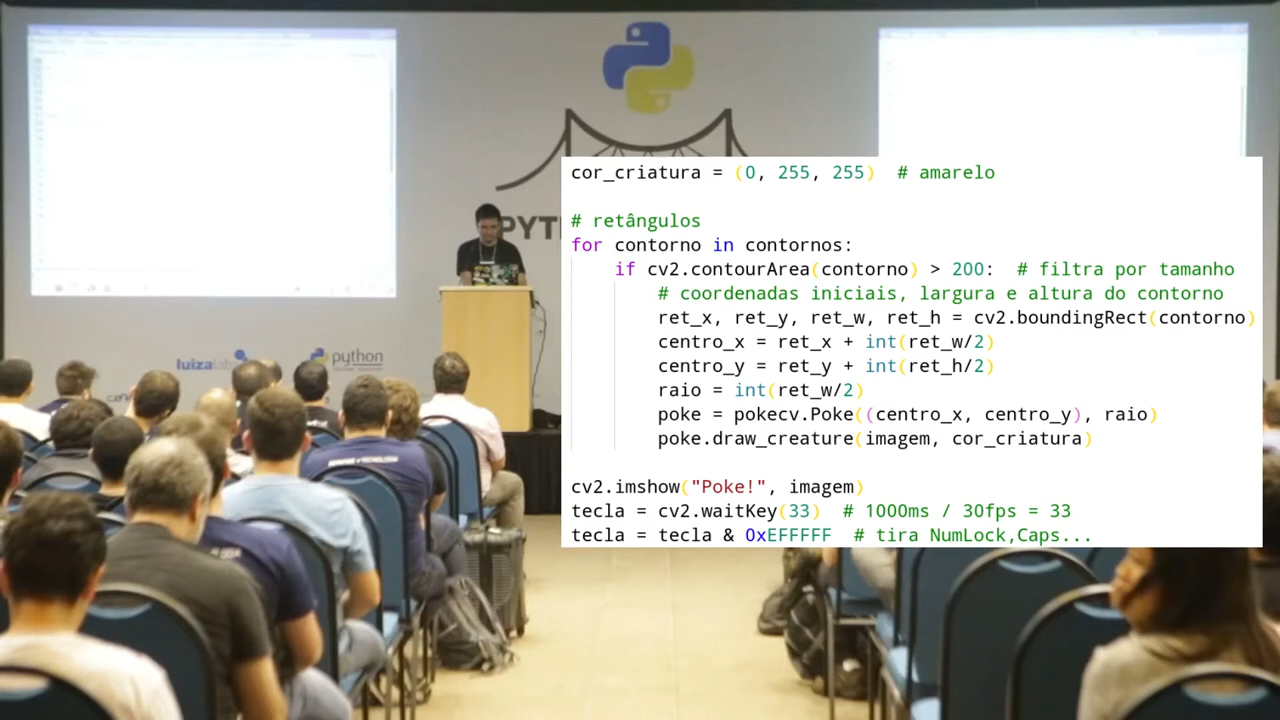 PYT
luizalabs
python
cor_criatura = (0, 255, 255)  # amarelo
# retângulos
for contorno in contornos:
    if cv2.contourArea(contorno) > 200:  # filtra por tamanho
        # coordenadas iniciais, largura e altura do contorno
        ret_x, ret_y, ret_w, ret_h = cv2.boundingRect(contorno)
        centro_x = ret_x + int(ret_w/2)
        centro_y = ret_y + int(ret_h/2)
        raio = int(ret_w/2)
        poke = pokecv.Poke((centro_x, centro_y), raio)
        poke.draw_creature(imagem, cor_criatura)
cv2.imshow("Poke!", imagem)
tecla = cv2.waitKey(33)  # 1000ms / 30fps = 33
tecla = tecla & 0xEFFFFF  # tira NumLock,Caps...